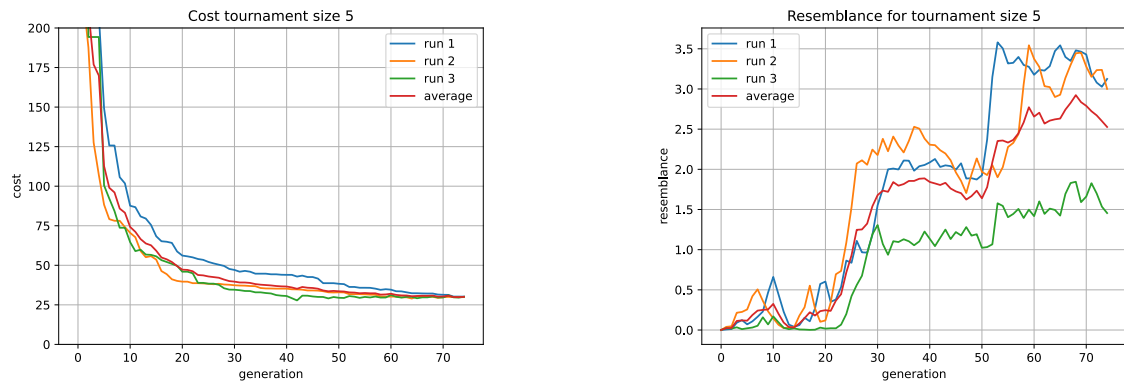 Cost tournament size 5
200
175
150
125
100
75
50
25
0
cost
0
10
20
30
40
50
60
70
generation
run 1
run 2
run 3
average
Resemblance for tournament size 5
3.5
3.0
2.5
2.0
1.5
1.0
0.5
0.0
resemblance
0
10
20
30
40
50
60
70
generation
run 1
run 2
run 3
average